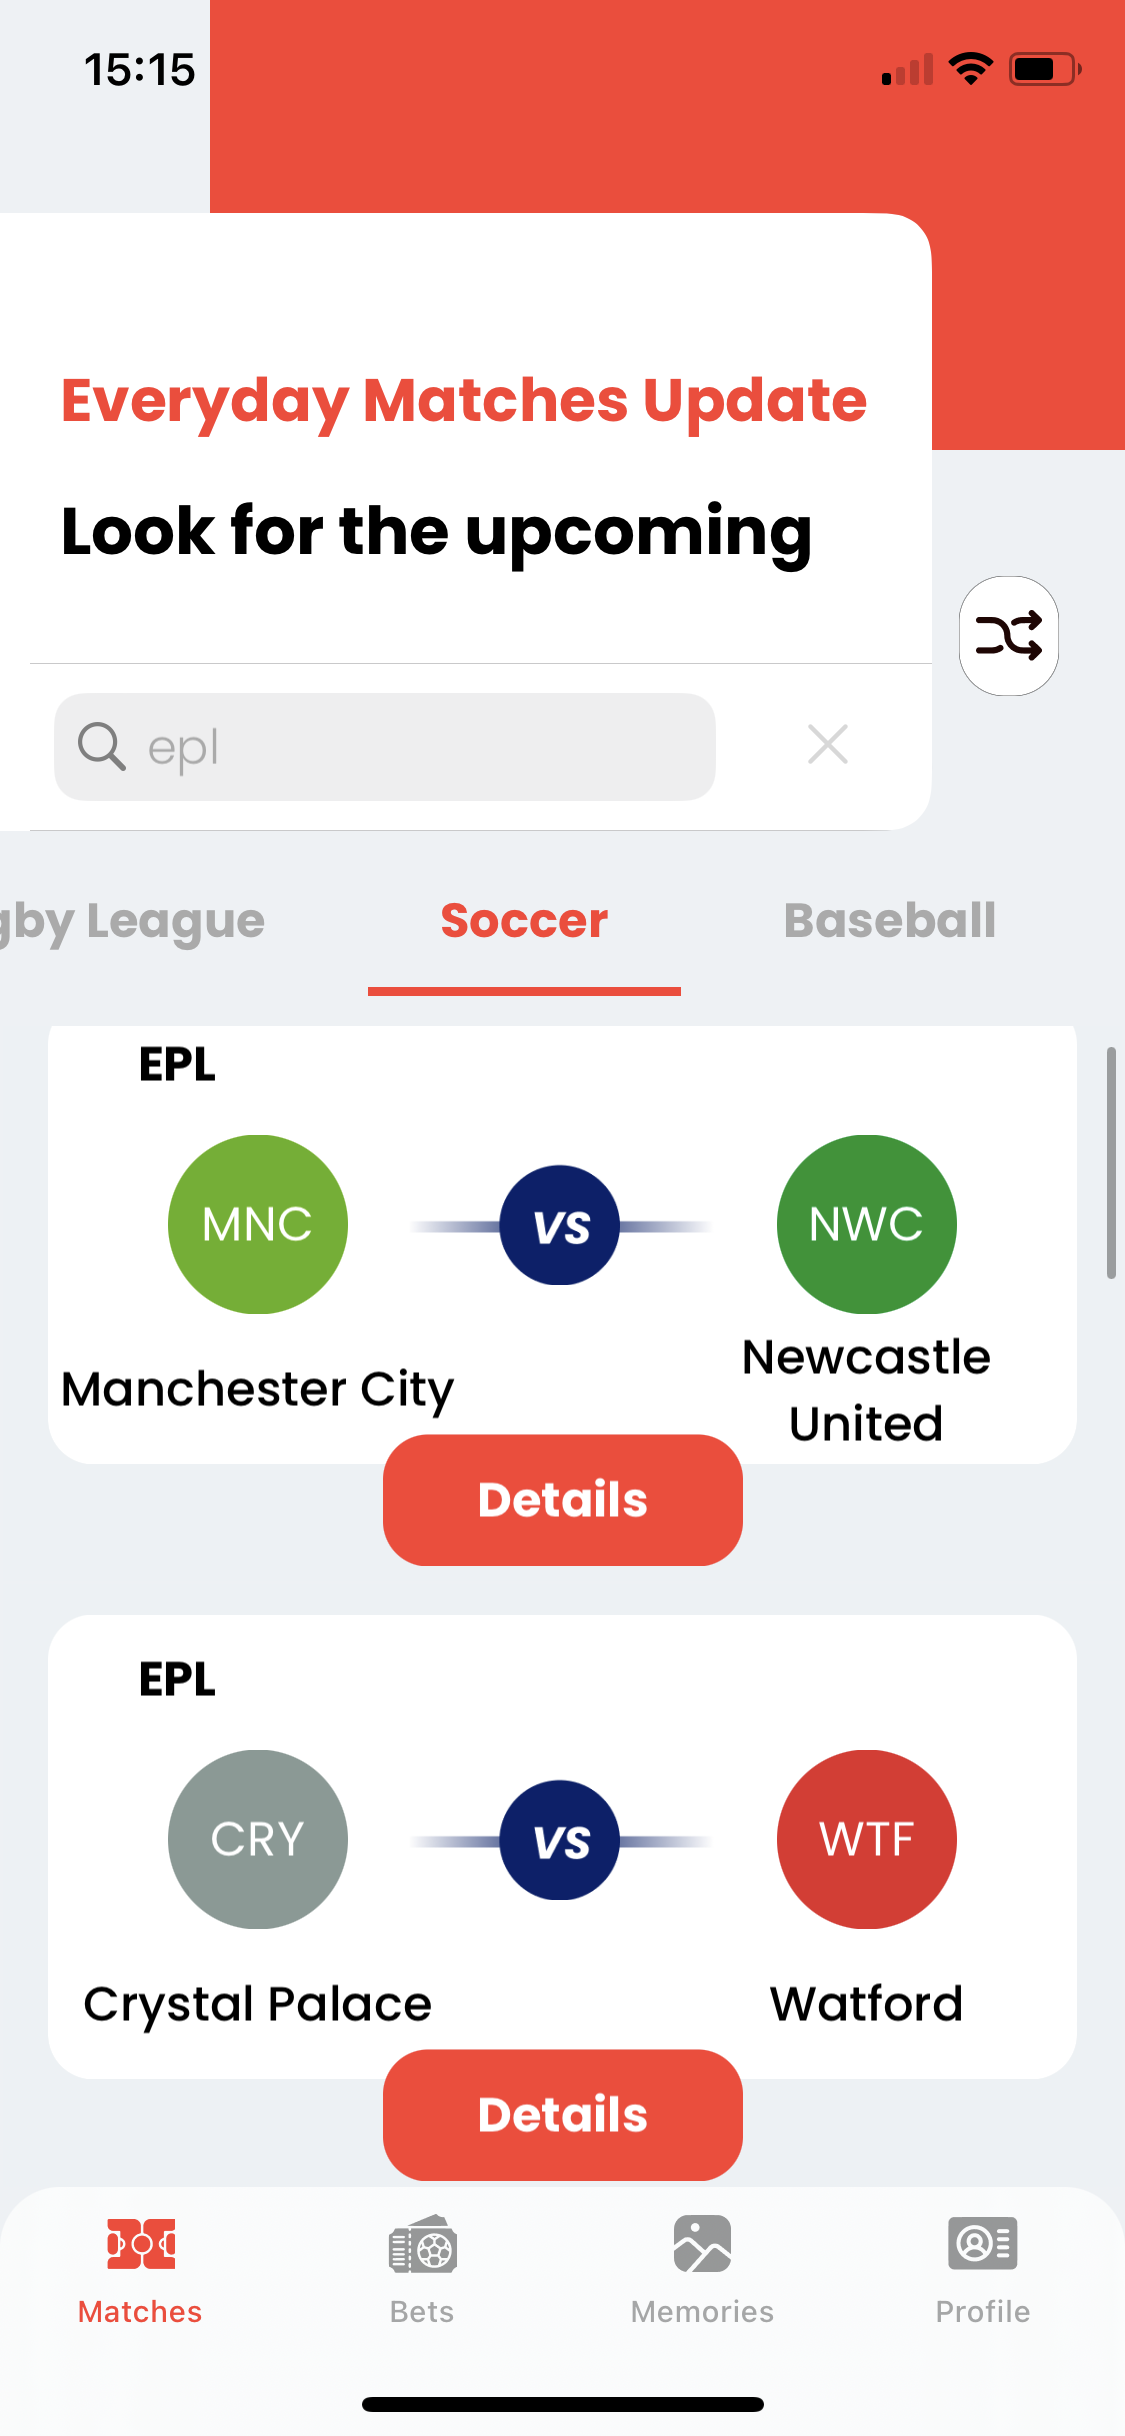 15:15
Everyday Matches Update
Look for the upcoming
epl
gby League
Soccer
Baseball
EPL
MNC
VS
NWC
Manchester City
Newcastle
United
Details
EPL
CRY
VS
WTF
Crystal Palace
Watford
Details
Matches
Bets
Memories
Profile